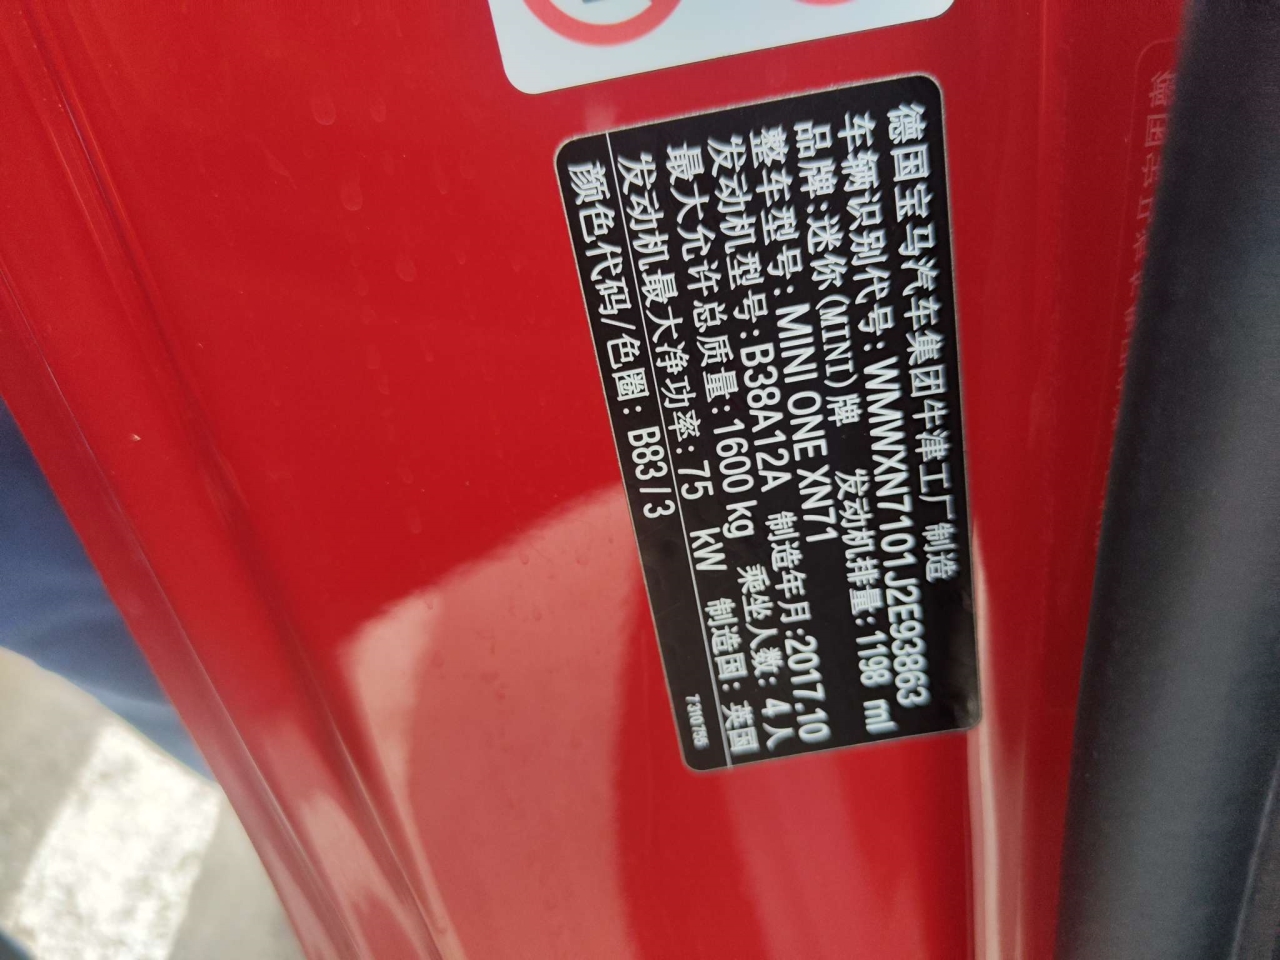 德国宝马汽车集团牛津工厂制造
车辆识别代号：WMWXN7101J2E93863
品牌：迷你(MINI)牌 发动机排量：1198 ml
整车型号：MINI ONE XN71
发动机型号：B38A12A 制造年月：2017.10
最大允许总质量：1600 kg 乘坐人数：4人
发动机最大净功率：75 kW 制造国：英国
颜色代码/色圈：B83/3
7310755